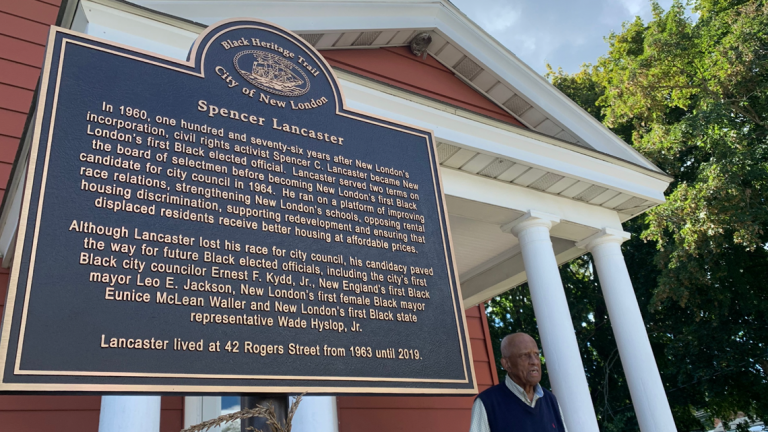 Black Heritage Trail
City of New London
Spencer Lancaster
In 1960, one hundred and seventy-six years after New London's
incorporation, civil rights activist Spencer C. Lancaster became New
London's first Black elected official. Lancaster served two terms on
the board of selectmen before becoming New London's first Black
candidate for city council in 1964. He ran on a platform of improving
race relations, strengthening New London's schools, opposing rental
housing discrimination, supporting redevelopment and ensuring that
displaced residents receive better housing at affordable prices.
Although Lancaster lost his race for city council, his candidacy paved
the way for future Black elected officials, including the city's first
Black city councilor Ernest F. Kydd, Jr., New England's first Black
mayor Leo E. Jackson, New London's first female Black mayor
Eunice McLean Waller and New London's first Black state
representative Wade Hyslop, Jr.
Lancaster lived at 42 Rogers Street from 1963 until 2019.